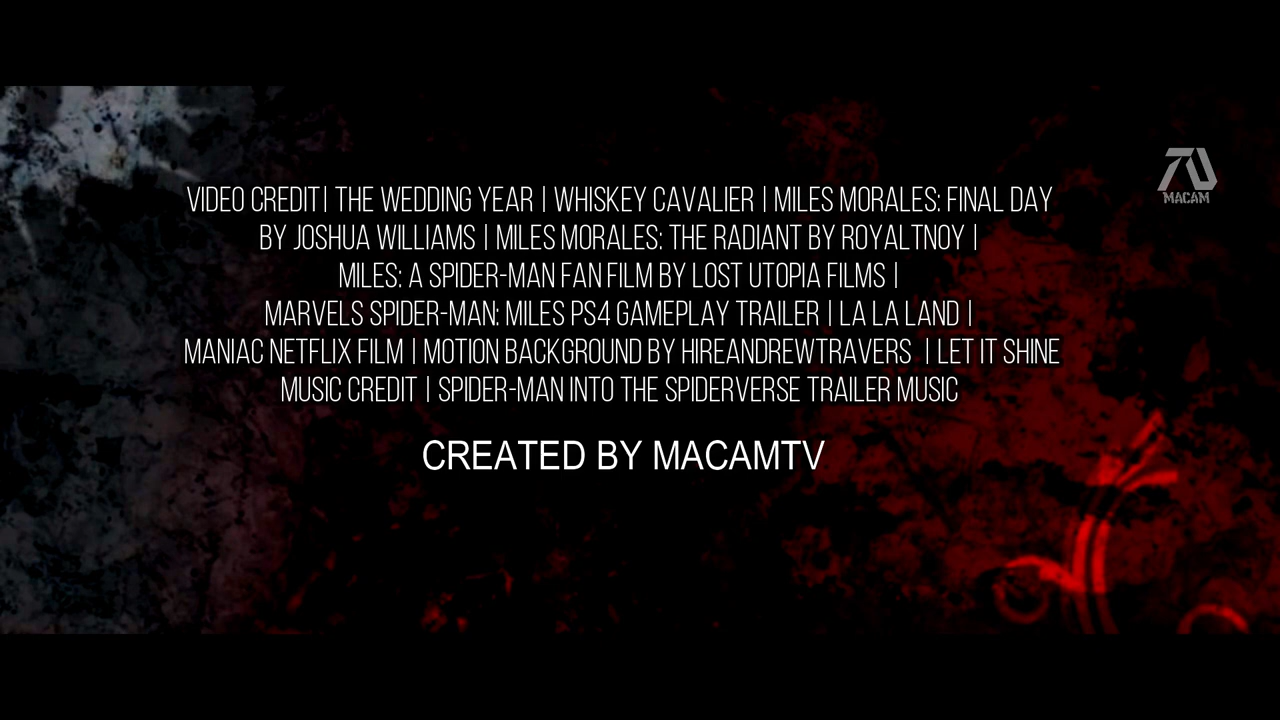 VIDEO CREDIT| THE WEDDING YEAR | WHISKEY CAVALIER | MILES MORALES: FINAL DAY
BY JOSHUA WILLIAMS | MILES MORALES: THE RADIANT BY ROYALTNOY |
MILES: A SPIDER-MAN FAN FILM BY LOST UTOPIA FILMS |
MARVELS SPIDER-MAN: MILES PS4 GAMEPLAY TRAILER | LA LA LAND |
MANIAC NETFLIX FILM | MOTION BACKGROUND BY HIREANDREWTRAVERS | LET IT SHINE
MUSIC CREDIT | SPIDER-MAN INTO THE SPIDERVERSE TRAILER MUSIC
CREATED BY MACAMTV
MACAM